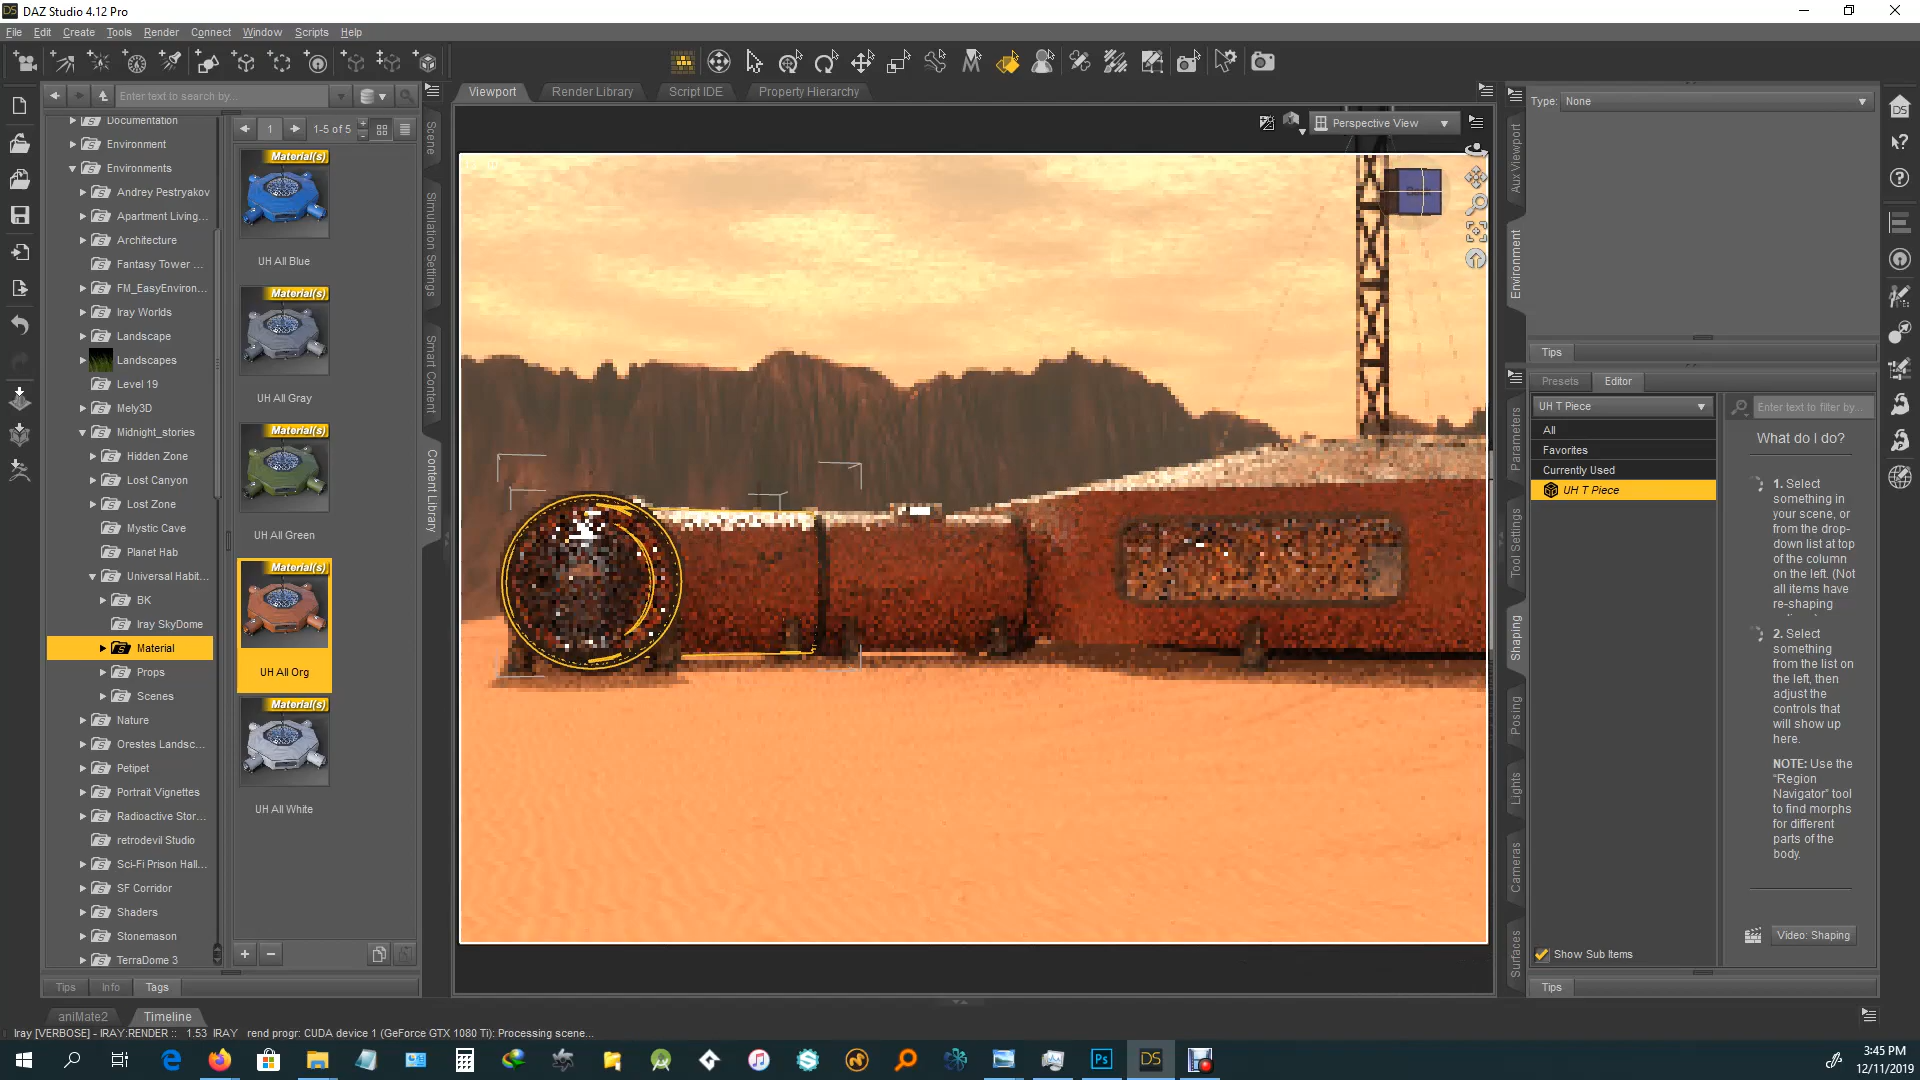 DAZ Studio 4.12 Pro
File Edit Create Tools Render Connect Window Scripts Help
Enter text to search by...
Viewport
Render Library
Script IDE
Property Hierarchy
Type: None
Documentation
Environment
Environments
Andrey Pestryakov
Apartment Living...
Architecture
Fantasy Tower ...
FM_EasyEnviron...
Iray Worlds
Landscape
Landscapes
Level 19
Mely3D
Midnight_stories
Hidden Zone
Lost Canyon
Lost Zone
Mystic Cave
Planet Hab
Universal Habit...
BK
Iray SkyDome
Material
Props
Scenes
Nature
Orestes Landsc...
Petipet
Portrait Vignettes
Radioactive Stor...
retrodevil Studio
Sci-Fi Prison Hall...
SF Corridor
Shaders
Stonemason
TerraDome 3
Tips
Info
Tags
1
1-5 of 5
Material(s)
UH All Blue
Material(s)
UH All Gray
Material(s)
UH All Green
Material(s)
UH All Org
Material(s)
UH All White
Scene
Simulation Settings
Smart Content
Content Library
Perspective View
Aux Viewport
Environment
Tips
Presets
Editor
UH T Piece
Enter text to filter by...
All
Favorites
Currently Used
UH T Piece
What do I do?
1. Select
something in
your scene, or
from the drop-
down list at top
of the column
on the left. (Not
all items have
re-shaping
2. Select
something
from the list on
the left, then
adjust the
controls that
will show up
here.
NOTE: Use the
“Region
Navigator” tool
to find morphs
for different
parts of the
body.
Video: Shaping
Show Sub Items
Tips
Parameters
Tool Settings
Shaping
Posing
Lights
Cameras
Surfaces
aniMate2
Timeline
Iray [VERBOSE] - IRAY:RENDER :: 1.53 IRAY rend progr: CUDA device 1 (GeForce GTX 1080 Ti): Processing scene...
Ps
DS
3:45 PM
12/11/2019